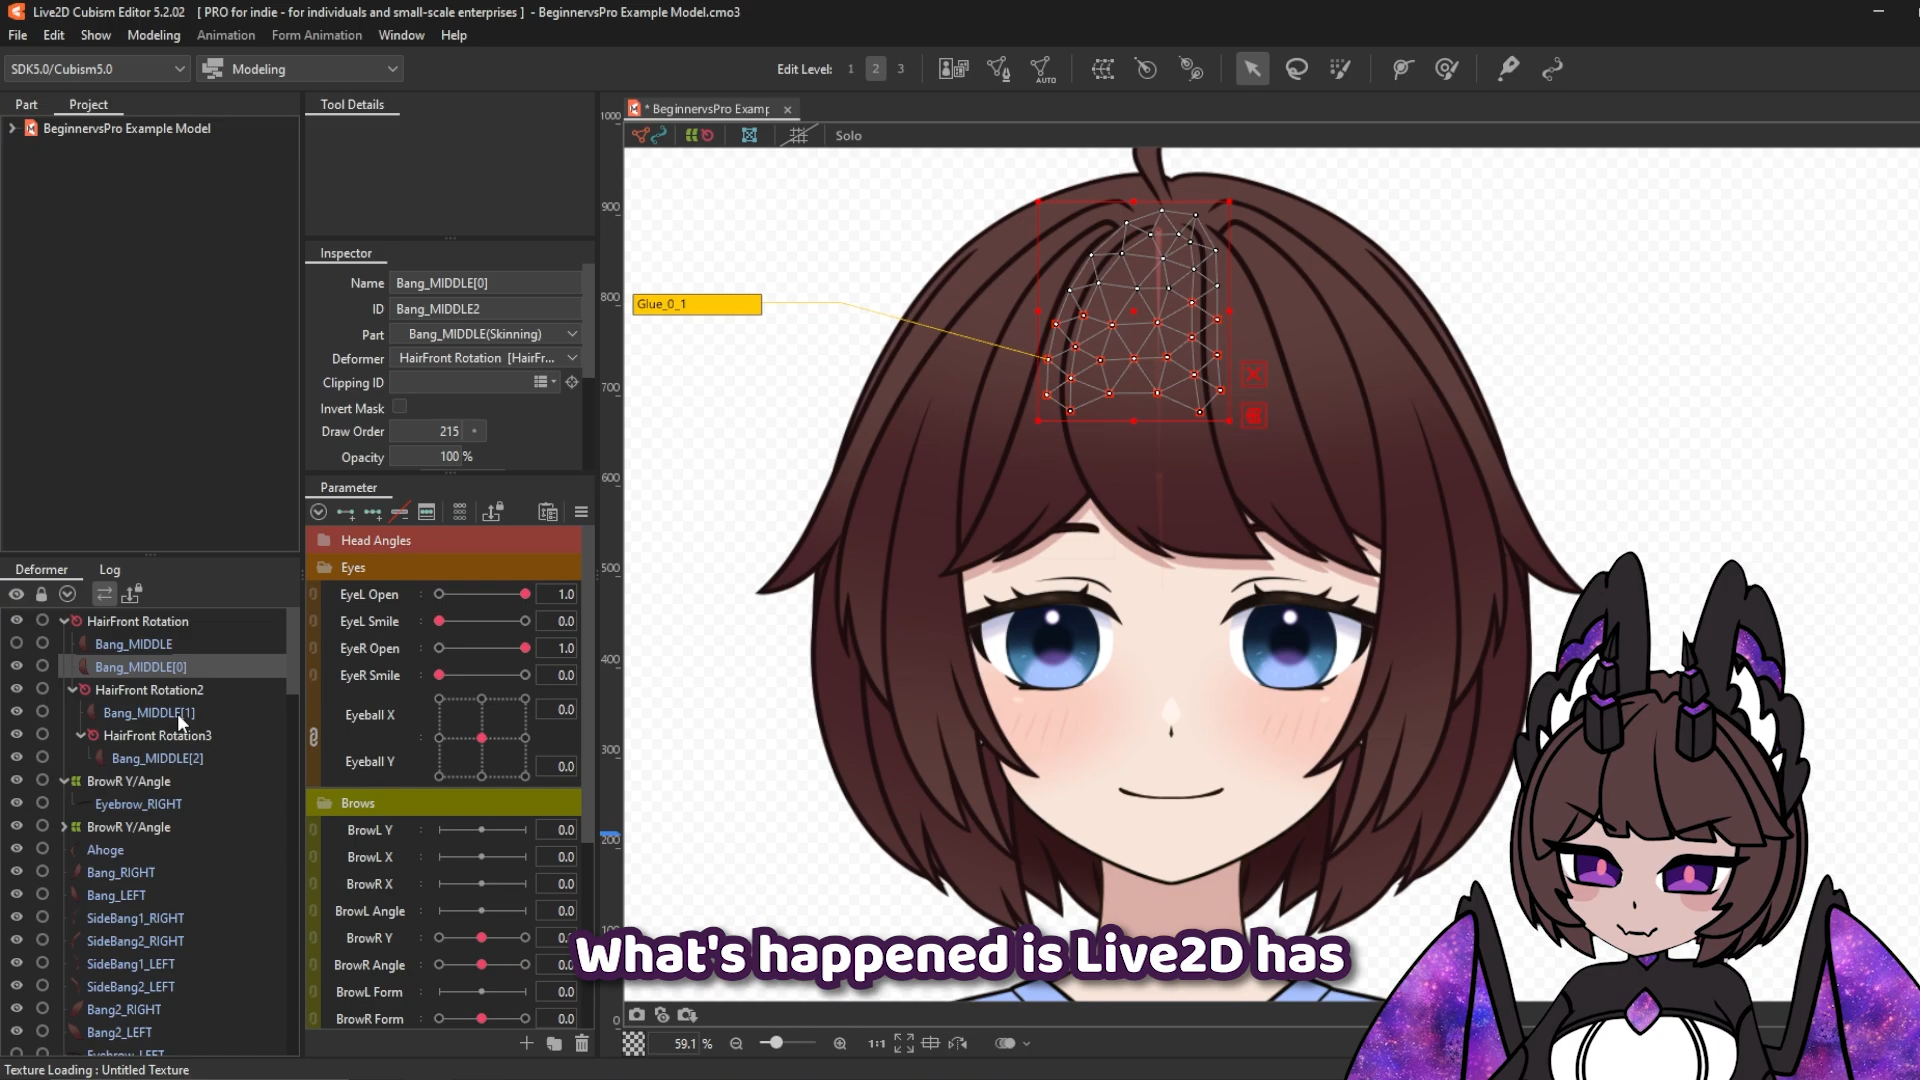 Live2D Cubism Editor 5.2.02 [ PRO for indie - for individuals and small-scale enterprises ] - BeginnervsPro Example Model.cmo3
File Edit Show Modeling Animation Form Animation Window Help
SDK5.0/Cubism5.0 Modeling Edit Level: 1 2 3 AUTO
Part Project
BeginnervsPro Example Model
Tool Details
* BeginnervsPro Examp
Solo
Inspector
Name Bang_MIDDLE[0]
ID Bang_MIDDLE2
Part Bang_MIDDLE(Skinning)
Deformer HairFront Rotation [HairFr...
Clipping ID
Invert Mask
Draw Order 215
Opacity 100 %
Parameter
Head Angles
Eyes
EyeL Open : 1.0
EyeL Smile : 0.0
EyeR Open : 1.0
EyeR Smile : 0.0
Eyeball X 0.0
Eyeball Y 0.0
Brows
BrowL Y : 0.0
BrowL X : 0.0
BrowR X : 0.0
BrowL Angle : 0.0
BrowR Y : 0.
BrowR Angle : 0.0
BrowL Form : 0.0
BrowR Form : 0.0
Deformer Log
HairFront Rotation
Bang_MIDDLE
Bang_MIDDLE[0]
HairFront Rotation2
Bang_MIDDLE[1]
HairFront Rotation3
Bang_MIDDLE[2]
BrowR Y/Angle
Eyebrow_RIGHT
BrowR Y/Angle
Ahoge
Bang_RIGHT
Bang_LEFT
SideBang1_RIGHT
SideBang2_RIGHT
SideBang1_LEFT
SideBang2_LEFT
Bang2_RIGHT
Bang2_LEFT
Eyebrow_LEFT
1000
900
800
700
600
500
400
300
200
100
0
Glue_0_1
What's happened is Live2D has
59.1 % 1:1
Texture Loading : Untitled Texture